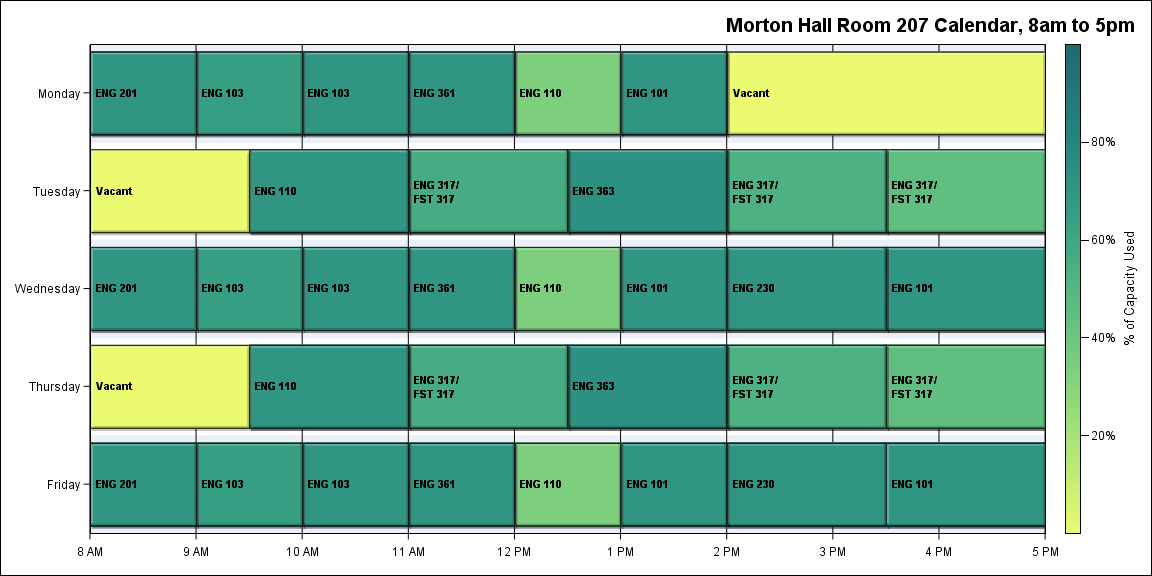 Morton Hall Room 207 Calendar, 8am to 5pm
Monday
ENG 201
ENG 103
ENG 103
ENG 361
ENG 110
ENG 101
Vacant
Tuesday
Vacant
ENG 110
ENG 317/
FST 317
ENG 363
ENG 317/
FST 317
ENG 317/
FST 317
Wednesday
ENG 201
ENG 103
ENG 103
ENG 361
ENG 110
ENG 101
ENG 230
ENG 101
Thursday
Vacant
ENG 110
ENG 317/
FST 317
ENG 363
ENG 317/
FST 317
ENG 317/
FST 317
Friday
ENG 201
ENG 103
ENG 103
ENG 361
ENG 110
ENG 101
ENG 230
ENG 101
8 AM
9 AM
10 AM
11 AM
12 PM
1 PM
2 PM
3 PM
4 PM
5 PM
80%
60%
40%
20%
% of Capacity Used